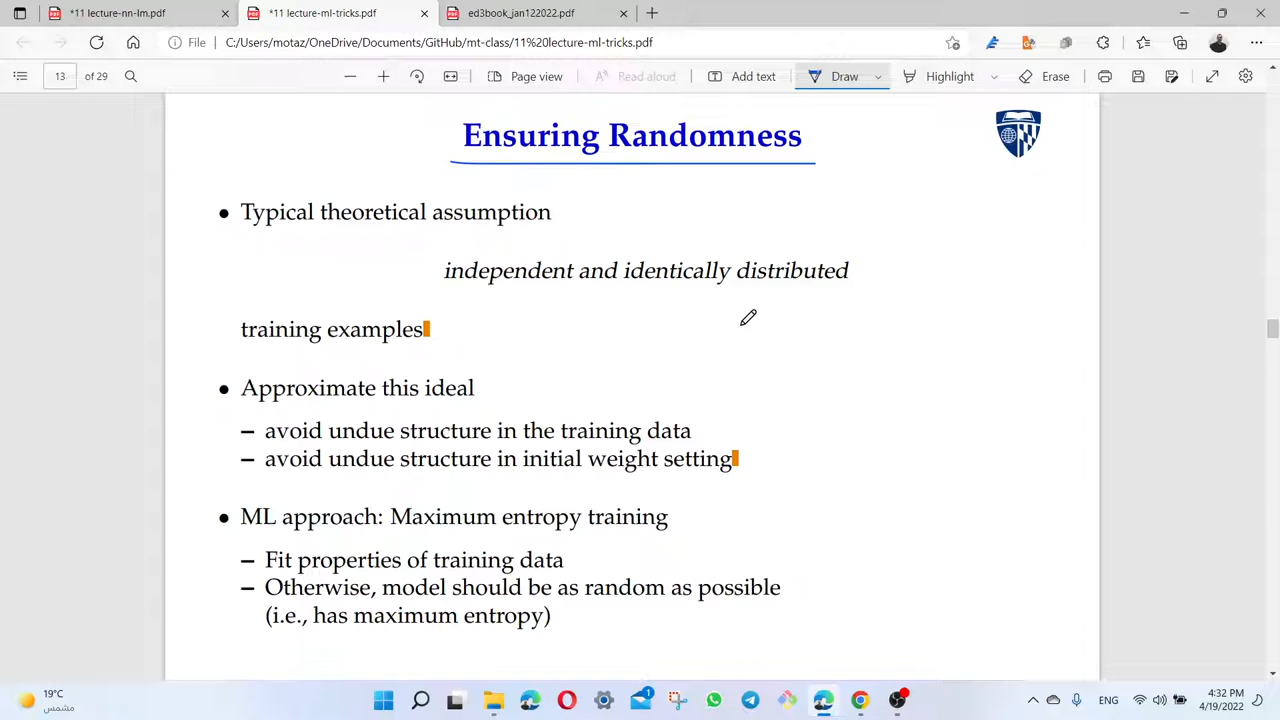 *11 lecture-nn-lm.pdf
*11 lecture-ml-tricks.pdf
ed3book_jan122022.pdf
File C:/Users/motaz/OneDrive/Documents/GitHub/mt-class/11%20lecture-ml-tricks.pdf
13 of 29 Page view Read aloud Add text Draw Highlight Erase
Ensuring Randomness
• Typical theoretical assumption
independent and identically distributed
training examples
• Approximate this ideal
– avoid undue structure in the training data
– avoid undue structure in initial weight setting
• ML approach: Maximum entropy training
– Fit properties of training data
– Otherwise, model should be as random as possible
(i.e., has maximum entropy)
19°C
مشمس
1
ENG
4:32 PM
4/19/2022